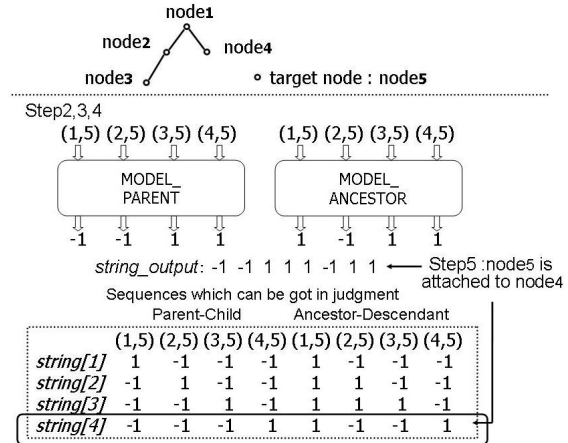 node1
node2
node4
node3
target node : node5
Step2,3,4
(1,5) (2,5) (3,5) (4,5) (1,5) (2,5) (3,5) (4,5)
MODEL_ PARENT
MODEL_ ANCESTOR
-1 -1 1 1 1 -1 1 1
string_output: -1 -1 1 1 1 -1 1 1
Step5 :node5 is
attached to node4
Sequences which can be got in judgment
Parent-Child Ancestor-Descendant
(1,5) (2,5) (3,5) (4,5) (1,5) (2,5) (3,5) (4,5)
string[1] 1 -1 -1 -1 1 -1 -1 -1
string[2] -1 1 -1 -1 1 1 -1 -1
string[3] -1 -1 1 -1 1 1 1 -1
string[4] -1 -1 -1 1 1 -1 -1 1